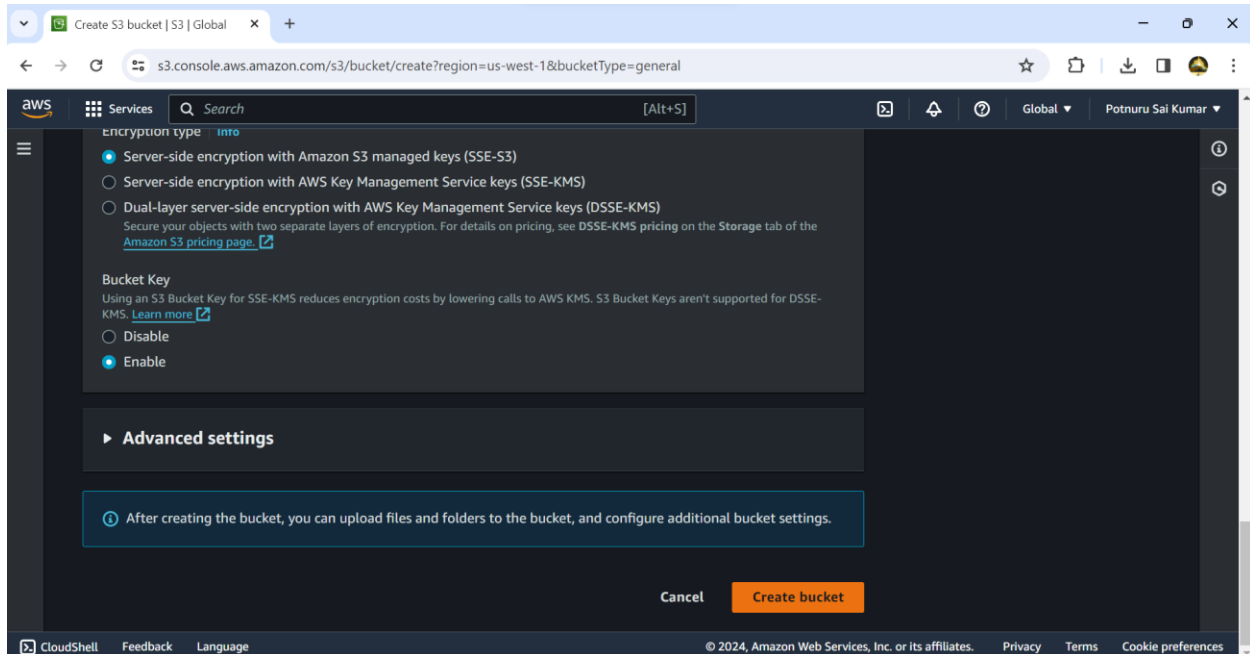 Create S3 bucket | S3 | Global
s3.console.aws.amazon.com/s3/bucket/create?region=us-west-1&bucketType=general
aws Services Search [Alt+S] Global Potnuru Sai Kumar
Encryption type Info
Server-side encryption with Amazon S3 managed keys (SSE-S3)
Server-side encryption with AWS Key Management Service keys (SSE-KMS)
Dual-layer server-side encryption with AWS Key Management Service keys (DSSE-KMS)
Secure your objects with two separate layers of encryption. For details on pricing, see DSSE-KMS pricing on the Storage tab of the
Amazon S3 pricing page.
Bucket Key
Using an S3 Bucket Key for SSE-KMS reduces encryption costs by lowering calls to AWS KMS. S3 Bucket Keys aren't supported for DSSE-
KMS. Learn more
Disable
Enable
Advanced settings
After creating the bucket, you can upload files and folders to the bucket, and configure additional bucket settings.
Cancel Create bucket
CloudShell Feedback Language © 2024, Amazon Web Services, Inc. or its affiliates. Privacy Terms Cookie preferences